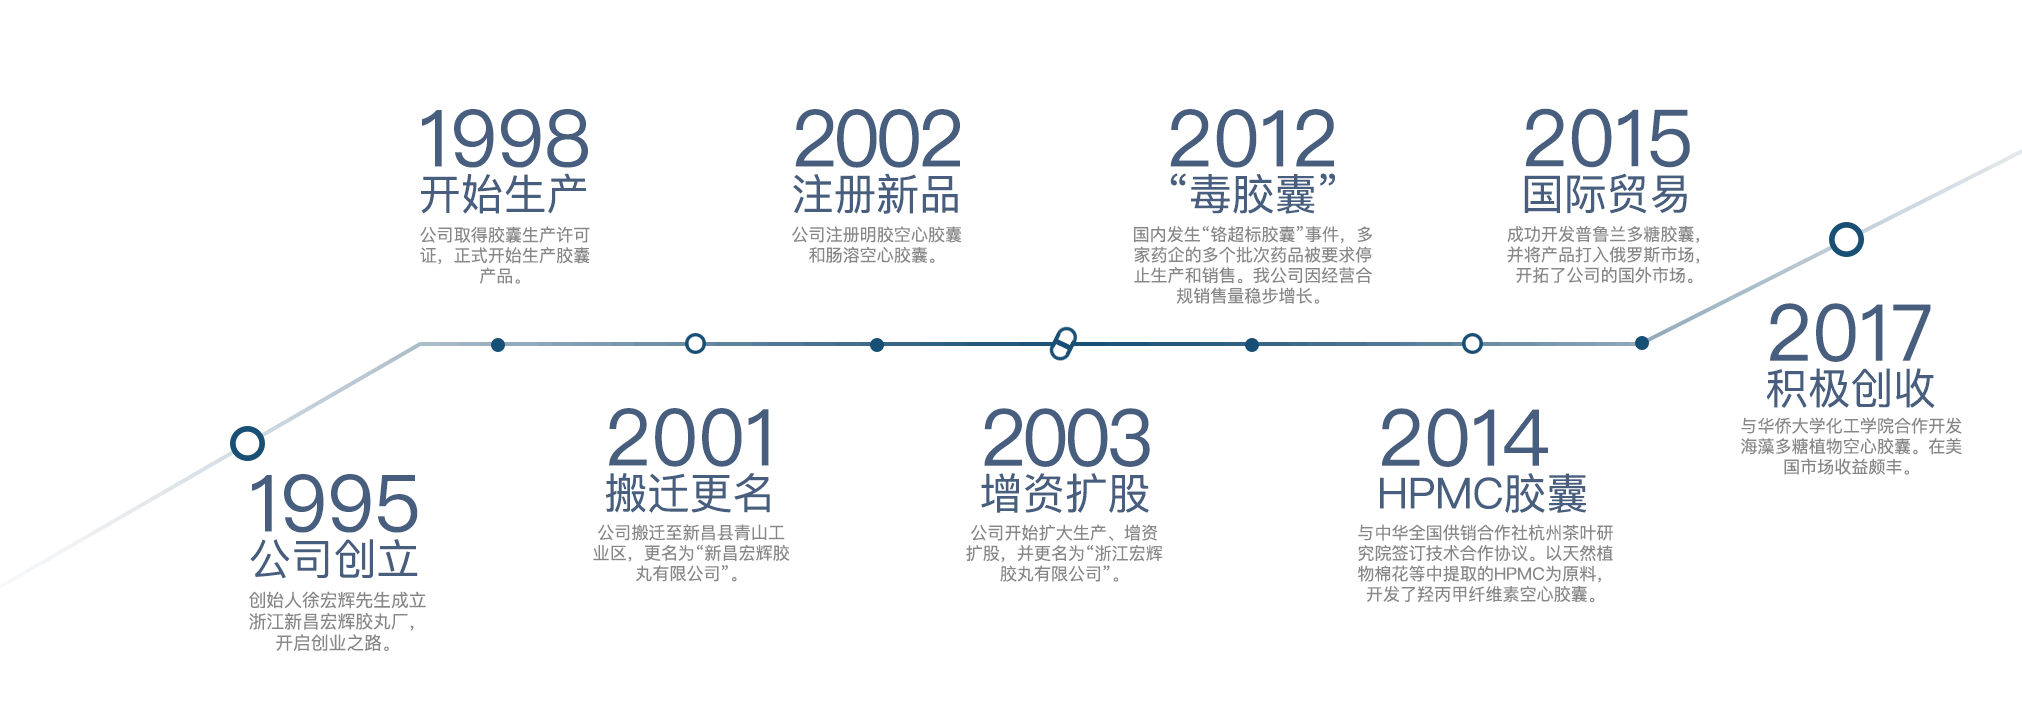 1995
公司创立
创始人徐宏辉先生成立
浙江新昌宏辉胶丸厂，
开启创业之路。
1998
开始生产
公司取得胶囊生产许可
证，正式开始生产胶囊
产品。
2001
搬迁更名
公司搬迁至新昌县青山工
业区，更名为“新昌宏辉胶
丸有限公司”。
2002
注册新品
公司注册明胶空心胶囊
和肠溶空心胶囊。
2003
增资扩股
公司开始扩大生产、增资
扩股，并更名为“浙江宏辉
胶丸有限公司”。
2012
“毒胶囊”
国内发生“铬超标胶囊”事件，多
家药企的多个批次药品被要求停
止生产和销售。我公司因经营合
规销售量稳步增长。
2014
HPMC胶囊
与中华全国供销合作社杭州茶叶研
究院签订技术合作协议。以天然植
物棉花等中提取的HPMC为原料，
开发了羟丙甲纤维素空心胶囊。
2015
国际贸易
成功开发普鲁兰多糖胶囊，
并将产品打入俄罗斯市场，
开拓了公司的国外市场。
2017
积极创收
与华侨大学化工学院合作开发
海藻多糖植物空心胶囊。在美
国市场收益颇丰。